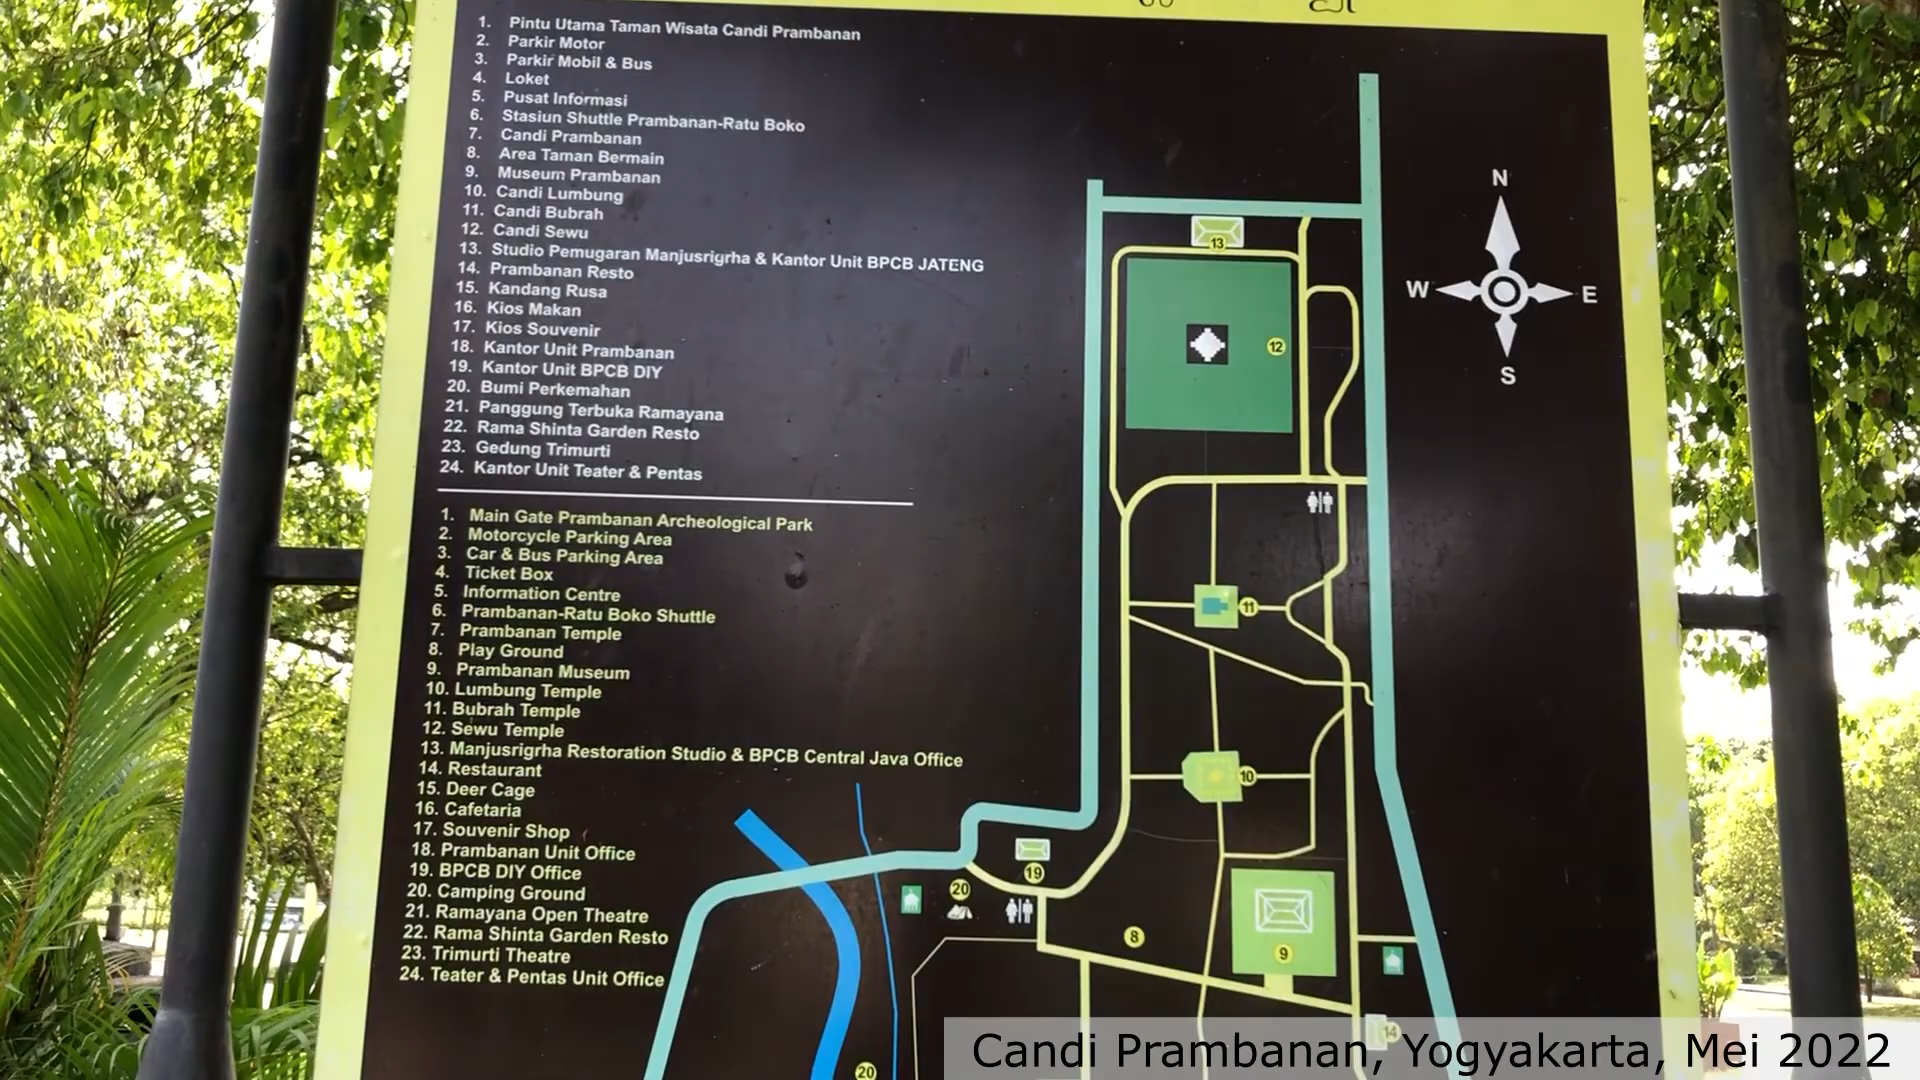 1. Pintu Utama Taman Wisata Candi Prambanan
2. Parkir Motor
3. Parkir Mobil & Bus
4. Loket
5. Pusat Informasi
6. Stasiun Shuttle Prambanan-Ratu Boko
7. Candi Prambanan
8. Area Taman Bermain
9. Museum Prambanan
10. Candi Lumbung
11. Candi Bubrah
12. Candi Sewu
13. Studio Pemugaran Manjusrigrha & Kantor Unit BPCB JATENG
14. Prambanan Resto
15. Kandang Rusa
16. Kios Makan
17. Kios Souvenir
18. Kantor Unit Prambanan
19. Kantor Unit BPCB DIY
20. Bumi Perkemahan
21. Panggung Terbuka Ramayana
22. Rama Shinta Garden Resto
23. Gedung Trimurti
24. Kantor Unit Teater & Pentas
1. Main Gate Prambanan Archeological Park
2. Motorcycle Parking Area
3. Car & Bus Parking Area
4. Ticket Box
5. Information Centre
6. Prambanan-Ratu Boko Shuttle
7. Prambanan Temple
8. Play Ground
9. Prambanan Museum
10. Lumbung Temple
11. Bubrah Temple
12. Sewu Temple
13. Manjusrigrha Restoration Studio & BPCB Central Java Office
14. Restaurant
15. Deer Cage
16. Cafetaria
17. Souvenir Shop
18. Prambanan Unit Office
19. BPCB DIY Office
20. Camping Ground
21. Ramayana Open Theatre
22. Rama Shinta Garden Resto
23. Trimurti Theatre
24. Teater & Pentas Unit Office
N
W E
S
13
12
11
10
19
20
8
9
14
20
Candi Prambanan, Yogyakarta, Mei 2022